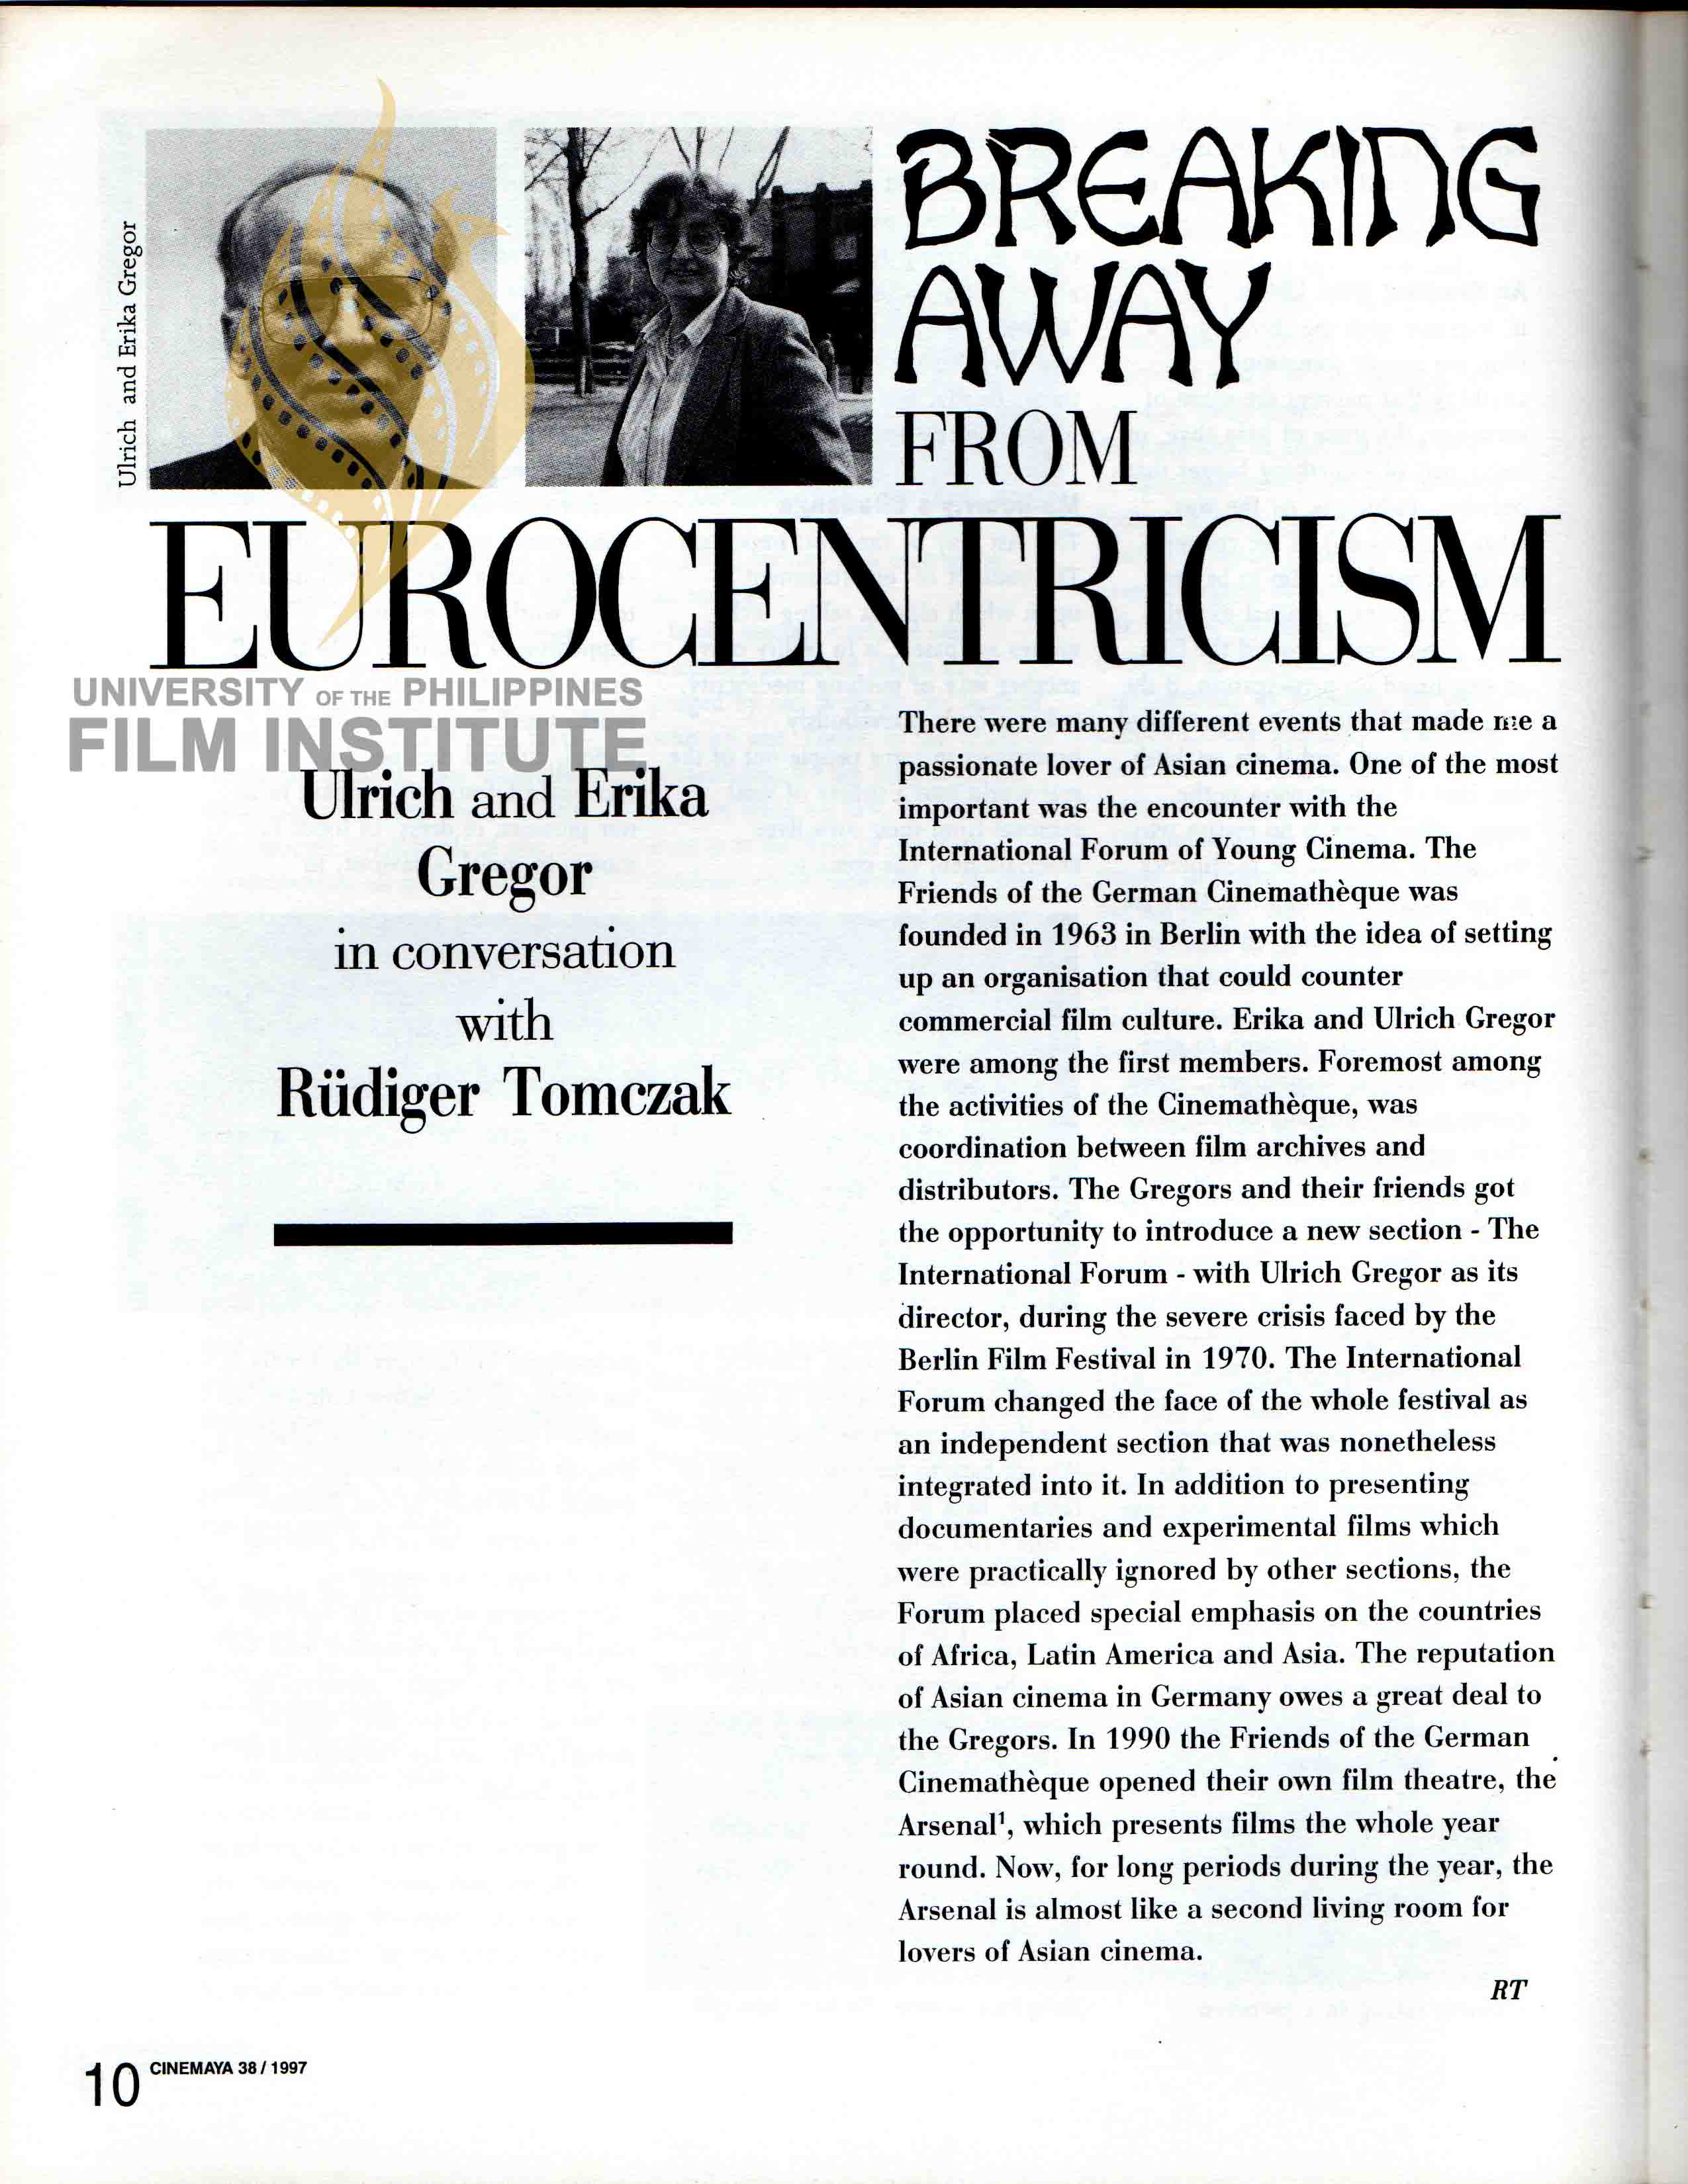 Ulrich and Erika Gregor
BREAKING
AWAY
FROM
EUROCENTRICISM
UNIVERSITY OF THE PHILIPPINES
FILM INSTITUTE
Ulrich and Erika
Gregor
in conversation
with
Rüdiger Tomczak
There were many different events that made me a
passionate lover of Asian cinema. One of the most
important was the encounter with the
International Forum of Young Cinema. The
Friends of the German Cinemathèque was
founded in 1963 in Berlin with the idea of setting
up an organisation that could counter
commercial film culture. Erika and Ulrich Gregor
were among the first members. Foremost among
the activities of the Cinemathèque, was
coordination between film archives and
distributors. The Gregors and their friends got
the opportunity to introduce a new section - The
International Forum - with Ulrich Gregor as its
director, during the severe crisis faced by the
Berlin Film Festival in 1970. The International
Forum changed the face of the whole festival as
an independent section that was nonetheless
integrated into it. In addition to presenting
documentaries and experimental films which
were practically ignored by other sections, the
Forum placed special emphasis on the countries
of Africa, Latin America and Asia. The reputation
of Asian cinema in Germany owes a great deal to
the Gregors. In 1990 the Friends of the German
Cinemathèque opened their own film theatre, the
Arsenal¹, which presents films the whole year
round. Now, for long periods during the year, the
Arsenal is almost like a second living room for
lovers of Asian cinema.
RT
10 CINEMAYA 38 / 1997